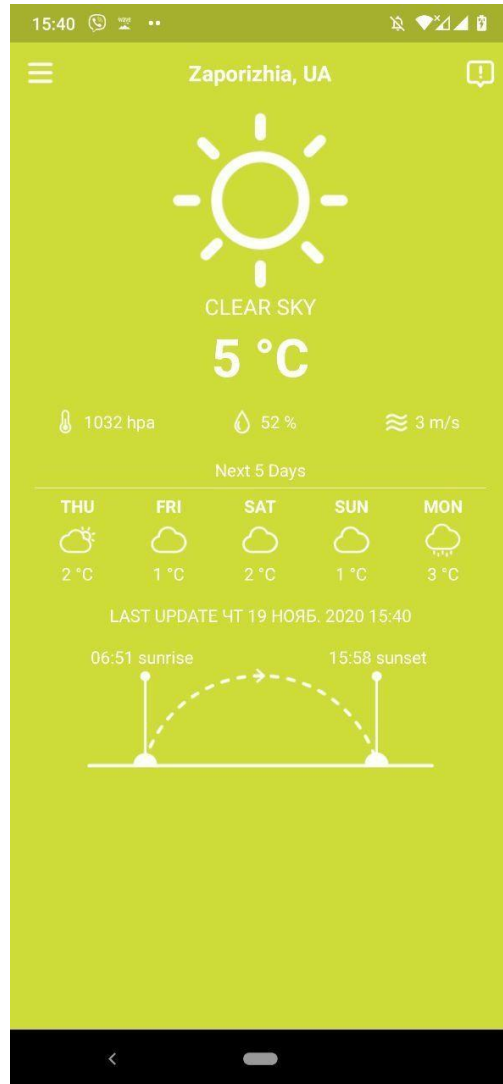 15:40
Zaporizhia, UA
CLEAR SKY
5 °C
1032 hpa 52 % 3 m/s
Next 5 Days
THU FRI SAT SUN MON
2 °C 1 °C 2 °C 1 °C 3 °C
LAST UPDATE ЧТ 19 НОЯБ. 2020 15:40
06:51 sunrise 15:58 sunset